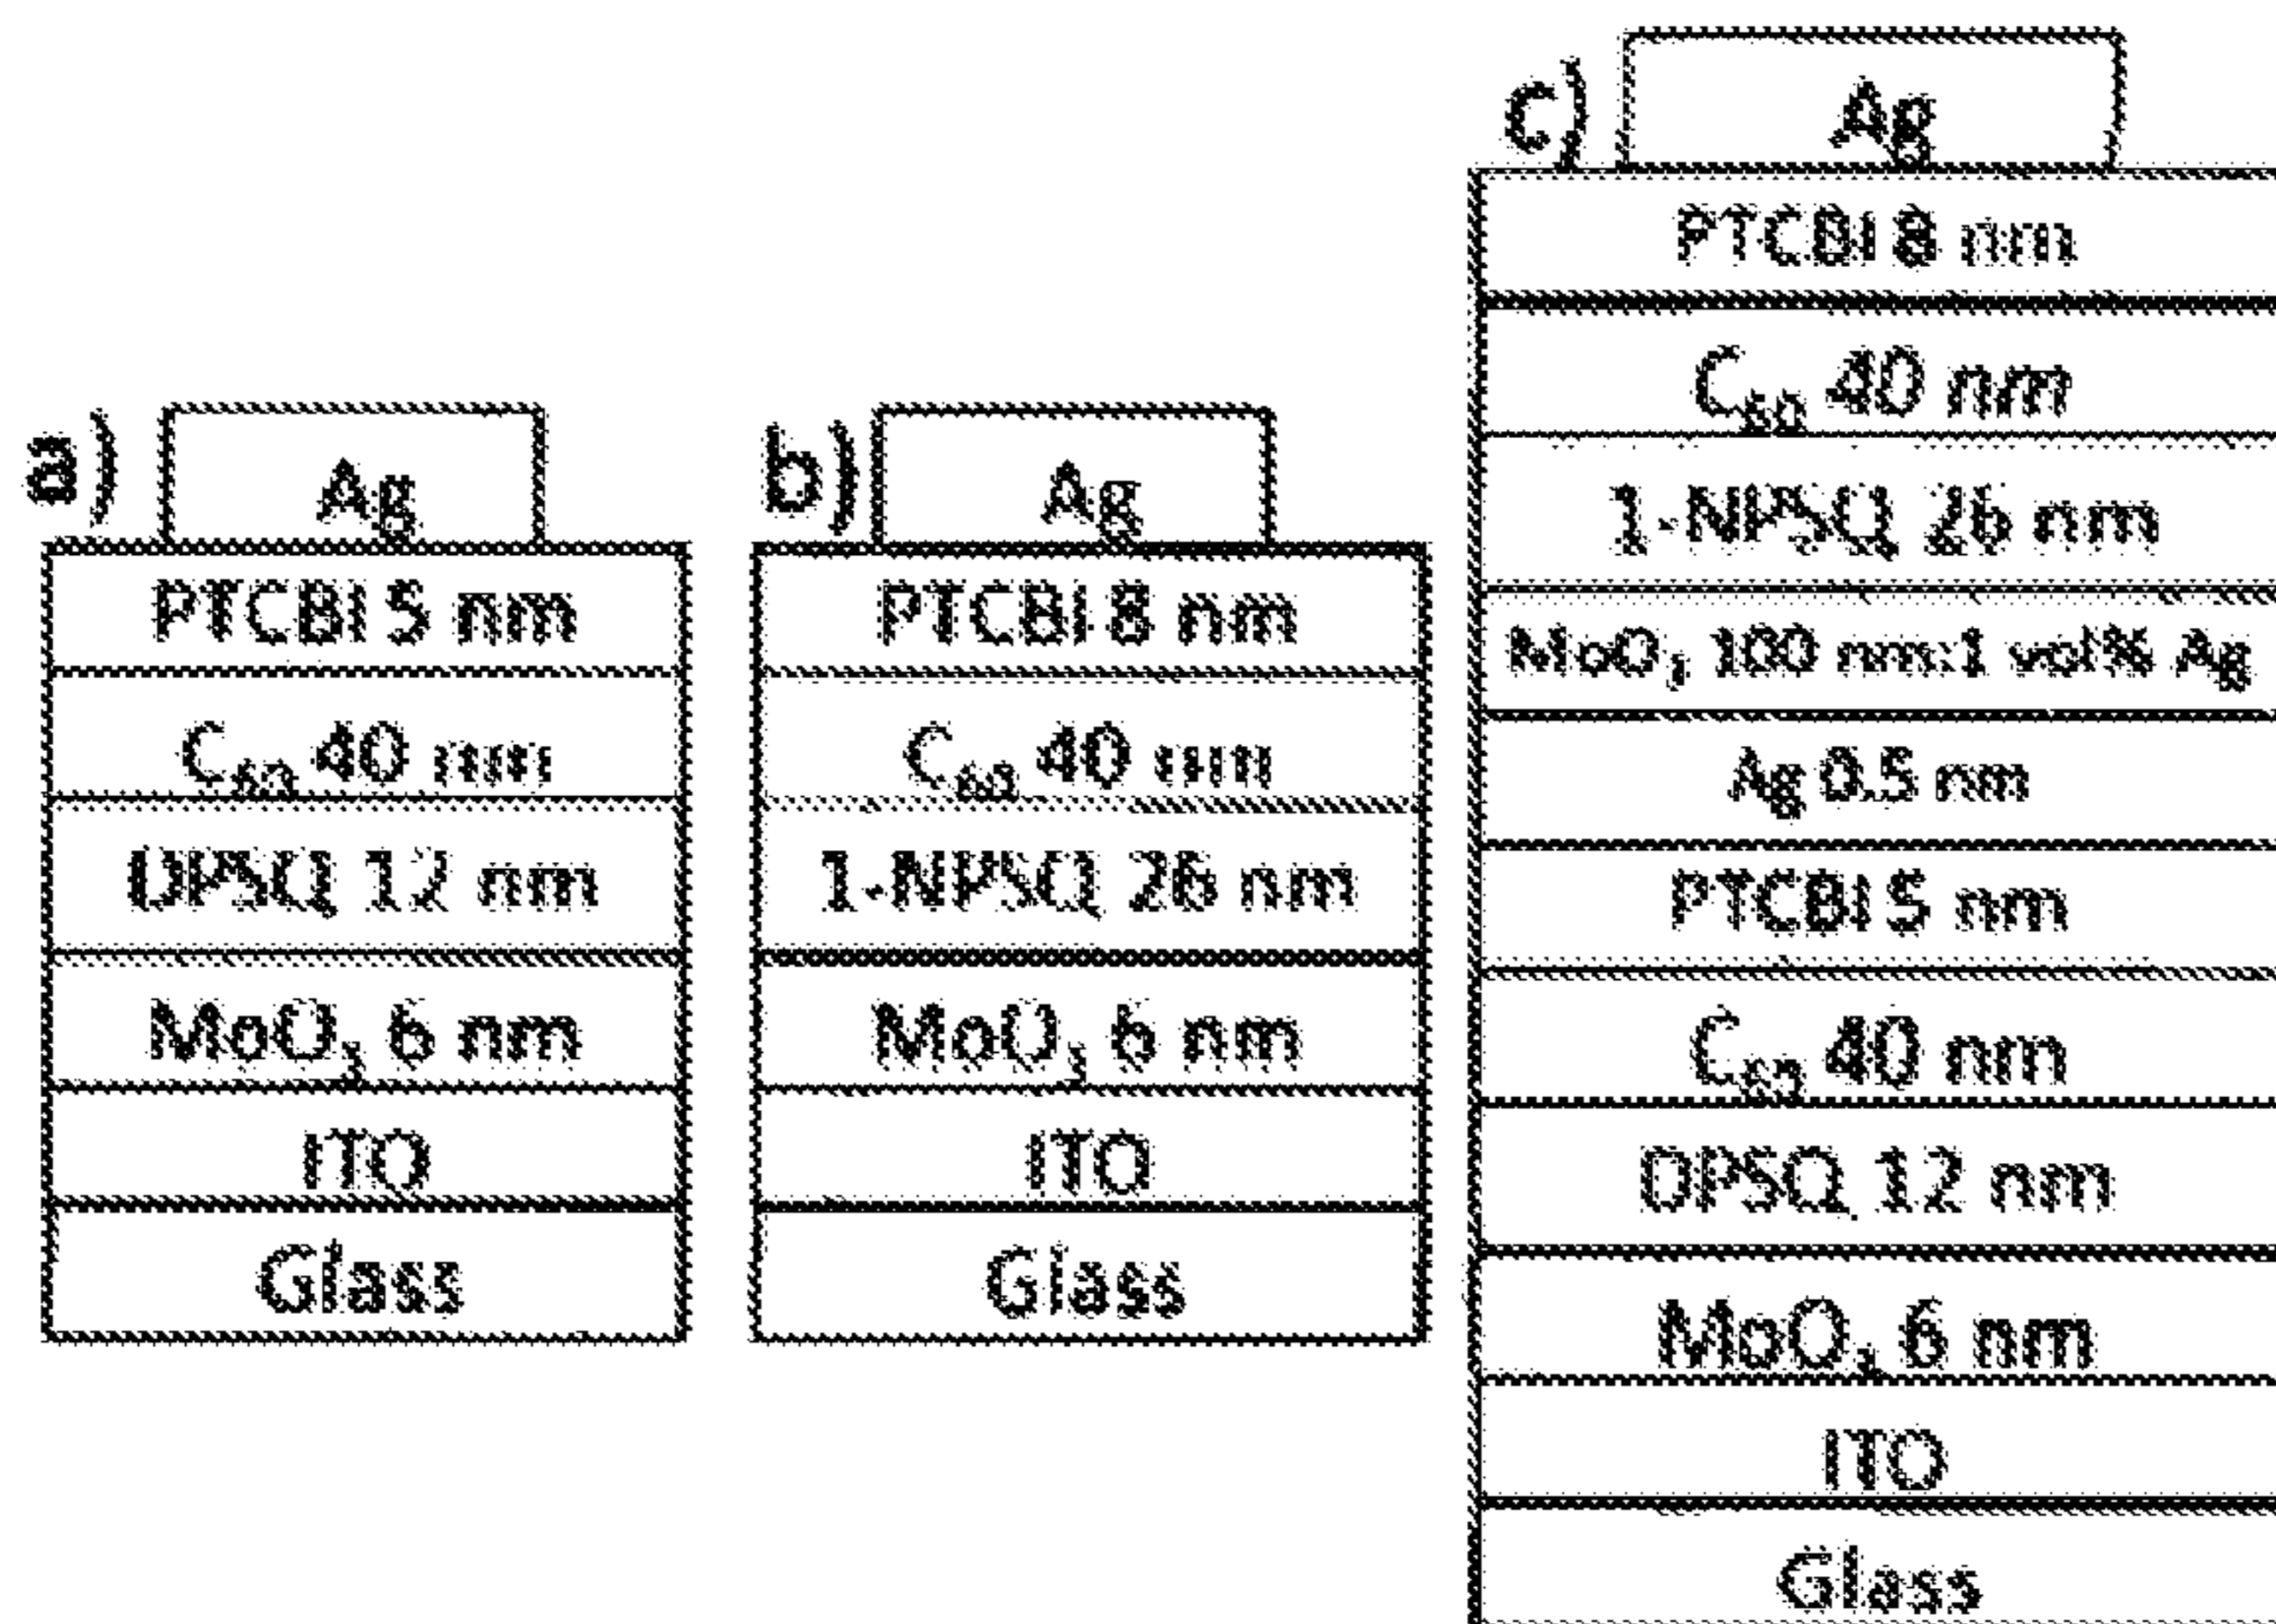 a)
Ag
PTCBI 5 nm
C₆₀ 40 nm
DPSQ 12 nm
MoO₃ 6 nm
ITO
Glass
b)
Ag
PTCBI 8 nm
C₆₀ 40 nm
1-NPSQ 26 nm
MoO₃ 6 nm
ITO
Glass
c)
Ag
PTCBI 8 nm
C₆₀ 40 nm
1-NPSQ 26 nm
MoO₃ 100 nm:1 vol% Ag
Ag 0.5 nm
PTCBI 5 nm
C₆₀ 40 nm
DPSQ 12 nm
MoO₃ 6 nm
ITO
Glass